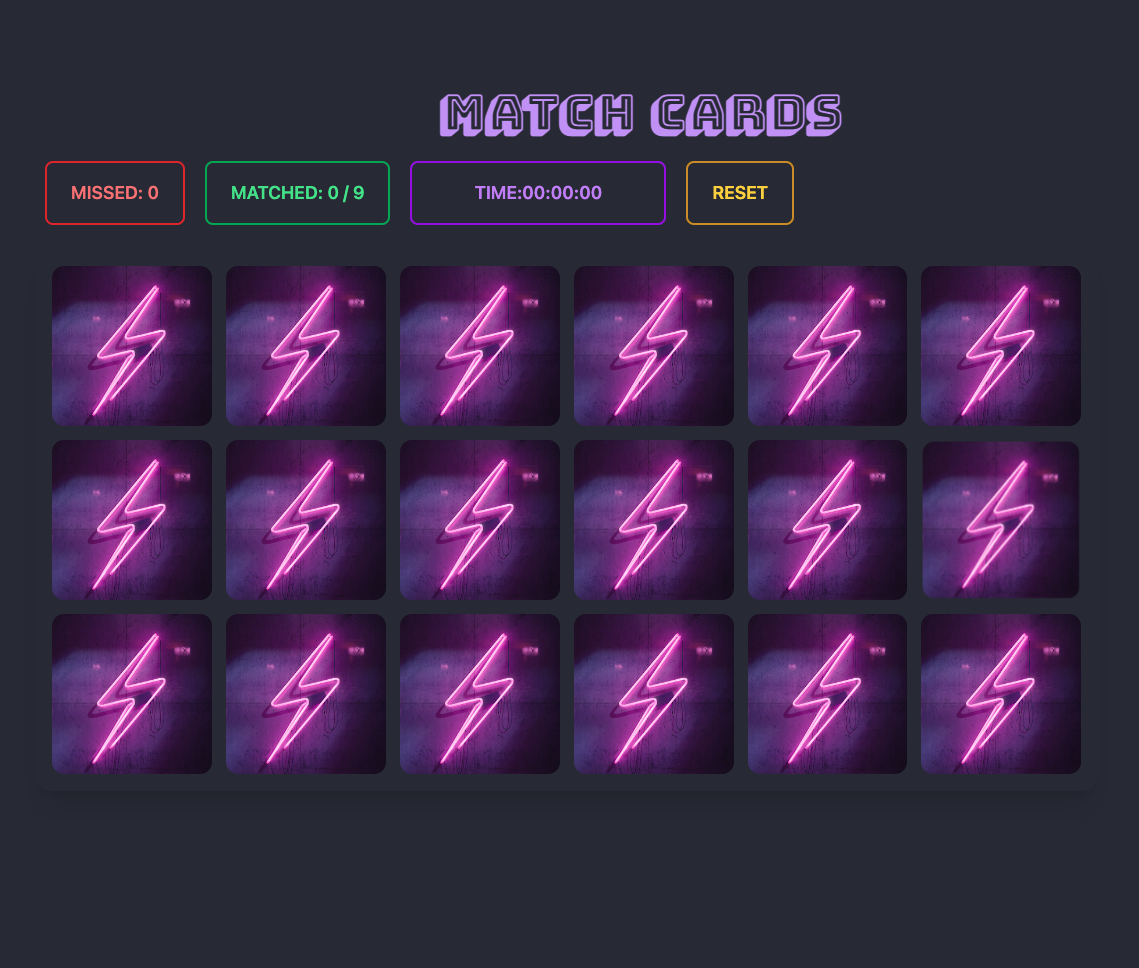 MATCH CARDS
MISSED: 0
MATCHED: 0 / 9
TIME:00:00:00
RESET